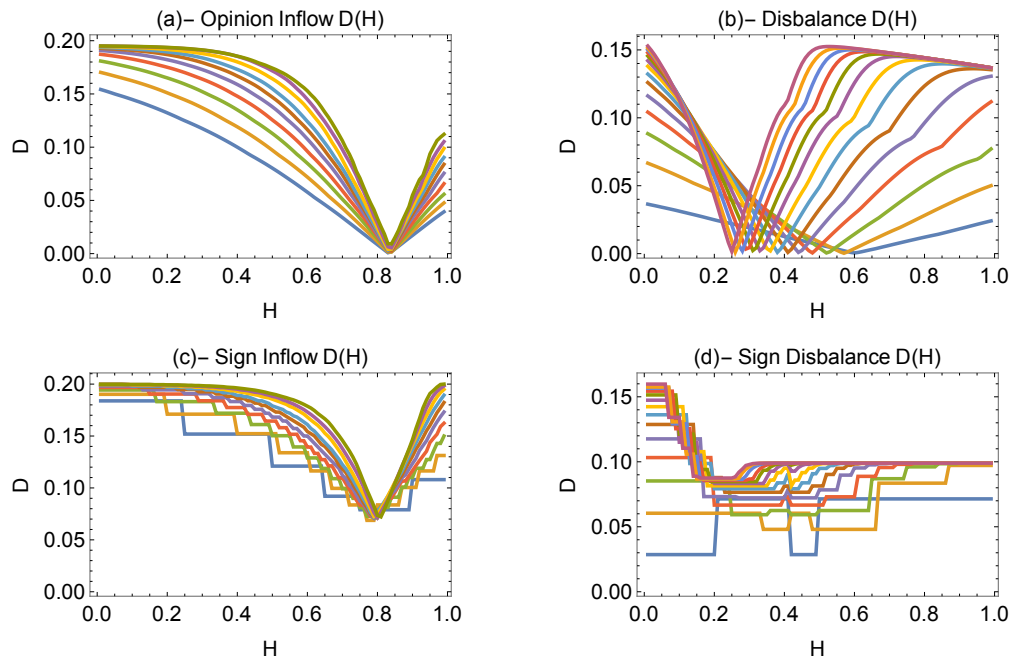 (a)– Opinion Inflow D(H)
0.20
0.15
0.10
0.05
0.00
D
0.0 0.2 0.4 0.6 0.8 1.0
H
(b)– Disbalance D(H)
0.15
0.10
0.05
0.00
D
0.0 0.2 0.4 0.6 0.8 1.0
H
(c)– Sign Inflow D(H)
0.20
0.15
0.10
0.05
0.00
D
0.0 0.2 0.4 0.6 0.8 1.0
H
(d)– Sign Disbalance D(H)
0.15
0.10
0.05
0.00
D
0.0 0.2 0.4 0.6 0.8 1.0
H